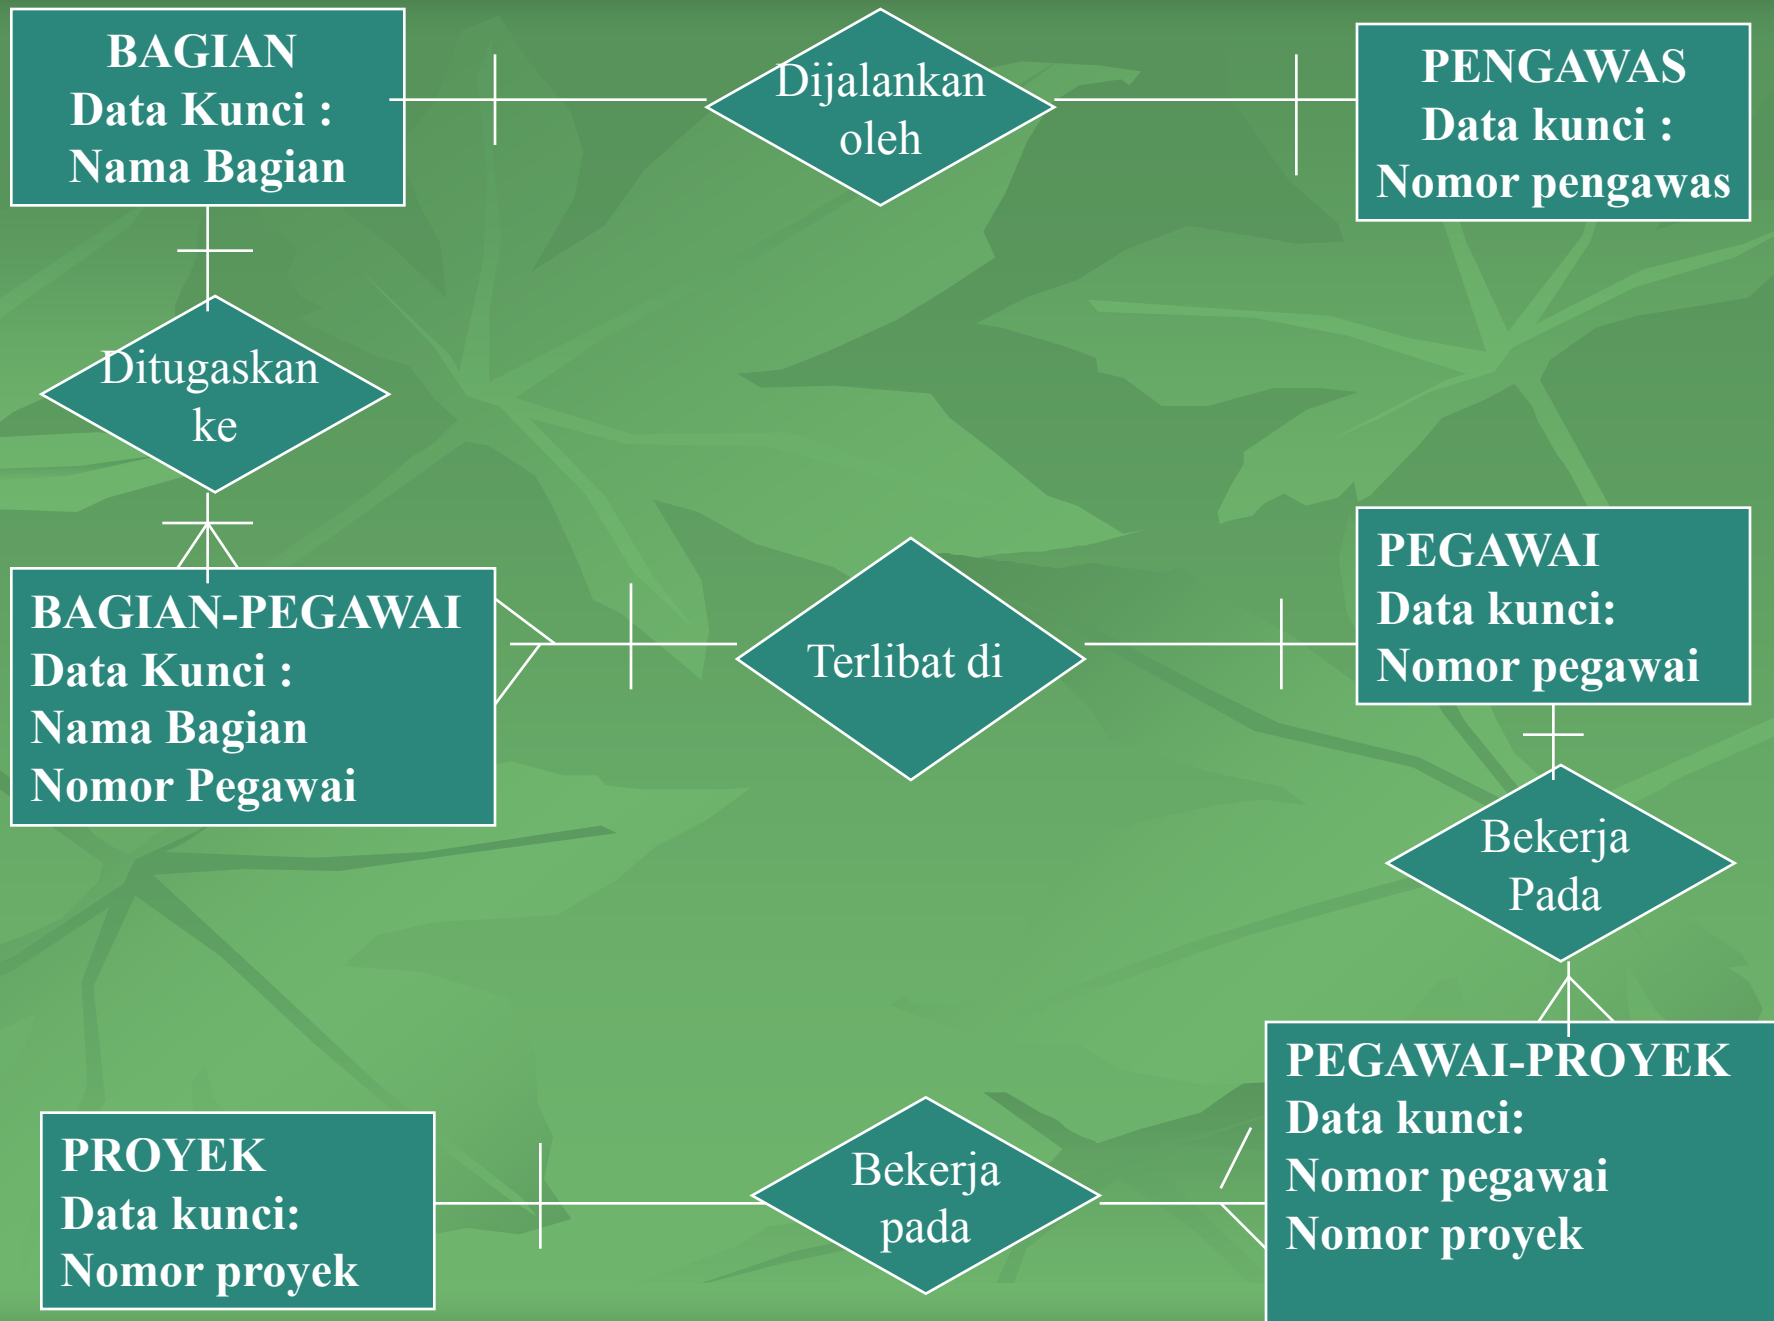 BAGIAN
Data Kunci :
Nama Bagian
Dijalankan
oleh
PENGAWAS
Data kunci :
Nomor pengawas
Ditugaskan
ke
BAGIAN-PEGAWAI
Data Kunci :
Nama Bagian
Nomor Pegawai
Terlibat di
PEGAWAI
Data kunci:
Nomor pegawai
Bekerja
Pada
PROYEK
Data kunci:
Nomor proyek
Bekerja
pada
PEGAWAI-PROYEK
Data kunci:
Nomor pegawai
Nomor proyek